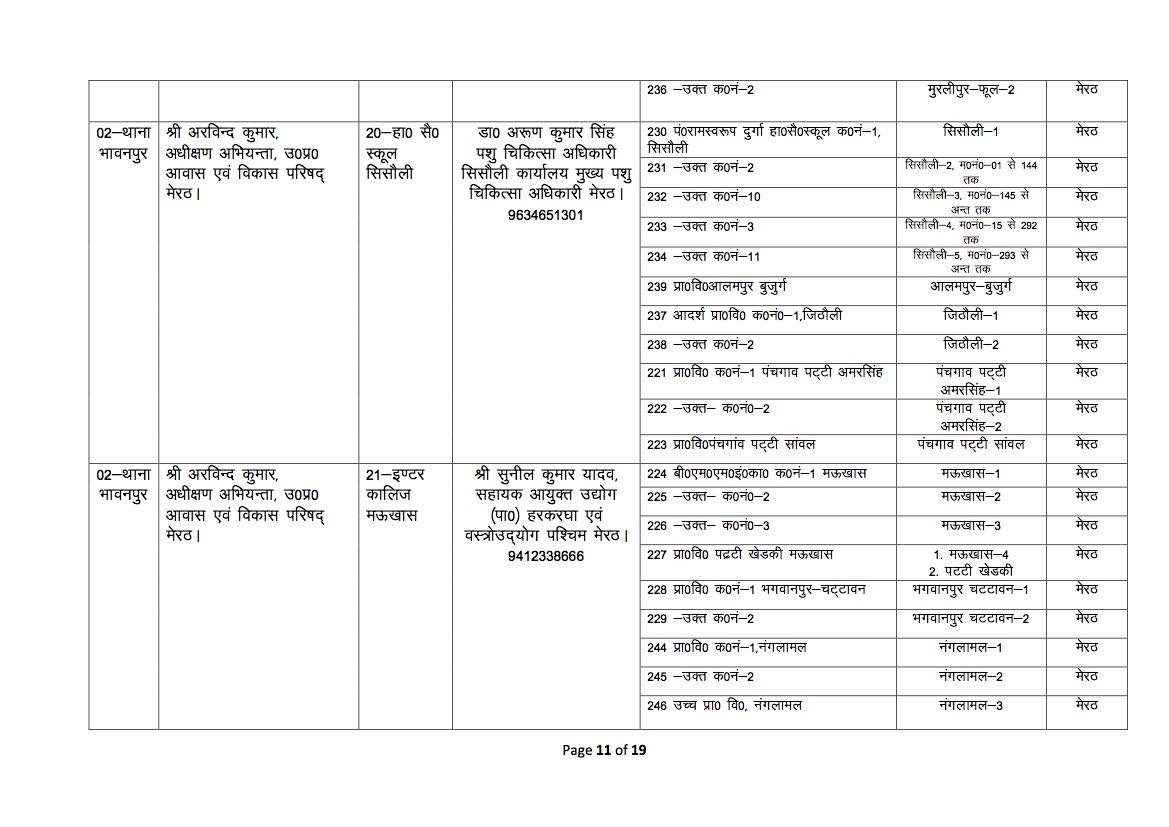 236 –उक्त क0नं–2
मुरलीपुर–फूल–2
मेरठ
02–थाना
भावनपुर
श्री अरविन्द कुमार,
अधीक्षण अभियन्ता, उ0प्र0
आवास एवं विकास परिषद्
मेरठ।
20–हा0 सै0
स्कूल
सिसौली
डा0 अरूण कुमार सिंह
पशु चिकित्सा अधिकारी
सिसौली कार्यालय मुख्य पशु
चिकित्सा अधिकारी मेरठ।
9634651301
230 पं0रामस्वरूप दुर्गा हा0सै0स्कूल क0नं–1,
सिसौली
सिसौली–1
मेरठ
231 –उक्त क0नं–2
सिसौली–2, म0नं0–01 से 144
तक
मेरठ
232 –उक्त क0नं–10
सिसौली–3, म0नं0–145 से
अन्त तक
मेरठ
233 –उक्त क0नं–3
सिसौली–4, म0नं–15 से 292
तक
मेरठ
234 –उक्त क0नं–11
सिसौली–5, म0नं0–293 से
अन्त तक
मेरठ
239 प्रा0वि0आलमपुर बुजुर्ग
आलमपुर–बुजुर्ग
मेरठ
237 आदर्श प्रा0वि0 क0नं0–1,जिठौली
जिठौली–1
मेरठ
238 –उक्त क0नं–2
जिठौली–2
मेरठ
221 प्रा0वि0 क0नं–1 पंचगाव पट्टी अमरसिंह
पंचगाव पट्टी
अमरसिंह–1
मेरठ
222 –उक्त– क0नं0–2
पंचगाव पट्टी
अमरसिंह–2
मेरठ
223 प्रा0वि0पंचगांव पट्टी सांवल
पंचगाव पट्टी सांवल
मेरठ
02–थाना
भावनपुर
श्री अरविन्द कुमार,
अधीक्षण अभियन्ता, उ0प्र0
आवास एवं विकास परिषद्
मेरठ।
21–इण्टर
कालिज
मऊखास
श्री सुनील कुमार यादव,
सहायक आयुक्त उद्योग
(पा0) हरकरघा एवं
वस्त्रोउद्योग पश्चिम मेरठ।
9412338666
224 बी0एम0एम0इं0का0 क0नं–1 मऊखास
मऊखास–1
मेरठ
225 –उक्त– क0नं0–2
मऊखास–2
मेरठ
226 –उक्त– क0नं0–3
मऊखास–3
मेरठ
227 प्रा0वि0 पढटी खेडकी मऊखास
1. मऊखास–4
2. पटटी खेडकी
मेरठ
228 प्रा0वि0 क0नं–1 भगवानपुर–चट्टावन
भगवानपुर चटटावन–1
मेरठ
229 –उक्त क0नं–2
भगवानपुर चटटावन–2
मेरठ
244 प्रा0वि0 क0नं–1,नंगलामल
नंगलामल–1
मेरठ
245 –उक्त क0नं–2
नंगलामल–2
मेरठ
246 उच्च प्रा0 वि0, नंगलामल
नंगलामल–3
मेरठ
Page 11 of 19